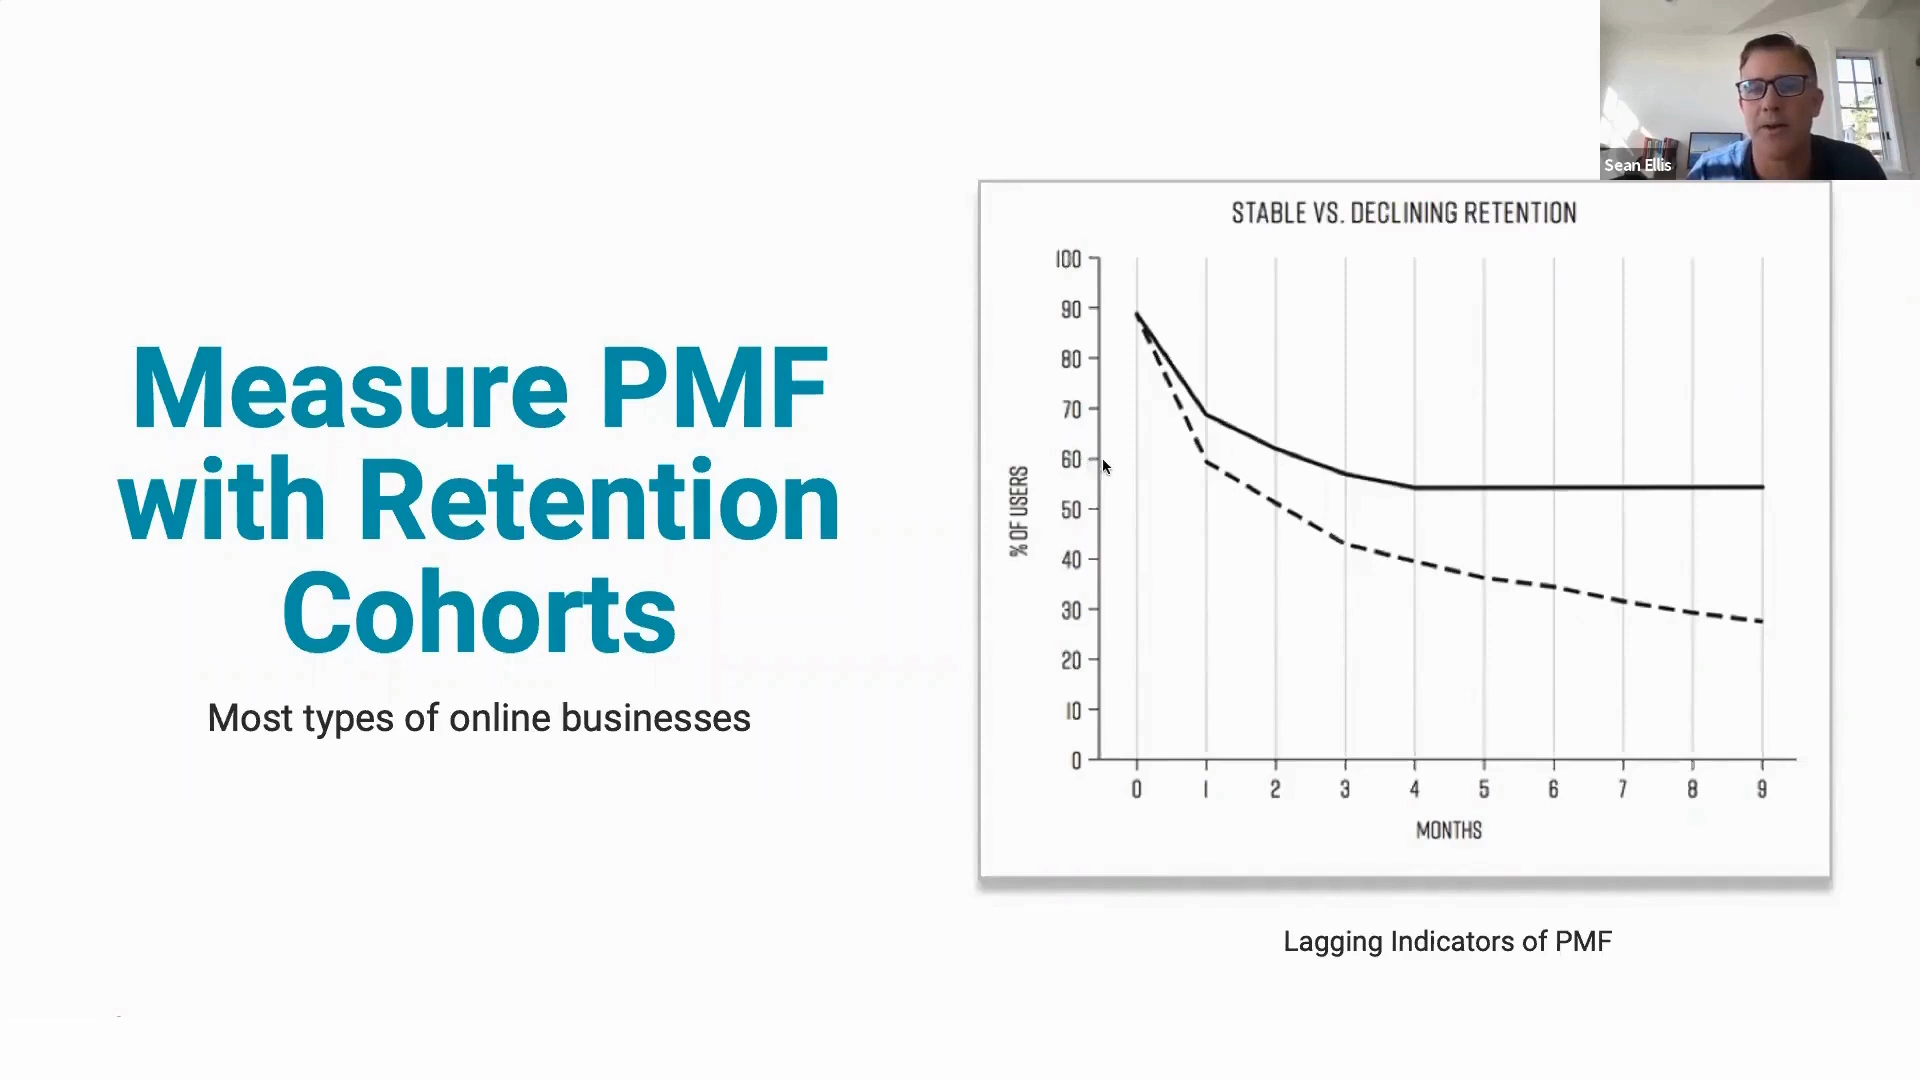 Sean Ellis
Measure PMF
with Retention
Cohorts
Most types of online businesses
STABLE VS. DECLINING RETENTION
100
90
80
70
60
50
40
30
20
10
0
% OF USERS
0 1 2 3 4 5 6 7 8 9
MONTHS
Lagging Indicators of PMF